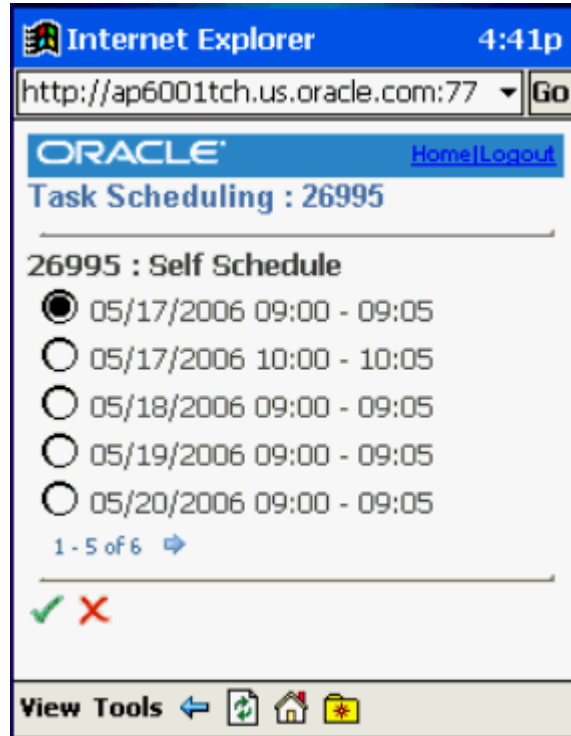 Internet Explorer 4:41p
http://ap6001tch.us.oracle.com:77 Go
ORACLE Home|Logout
Task Scheduling : 26995
26995 : Self Schedule
05/17/2006 09:00 - 09:05
05/17/2006 10:00 - 10:05
05/18/2006 09:00 - 09:05
05/19/2006 09:00 - 09:05
05/20/2006 09:00 - 09:05
1 - 5 of 6
View Tools